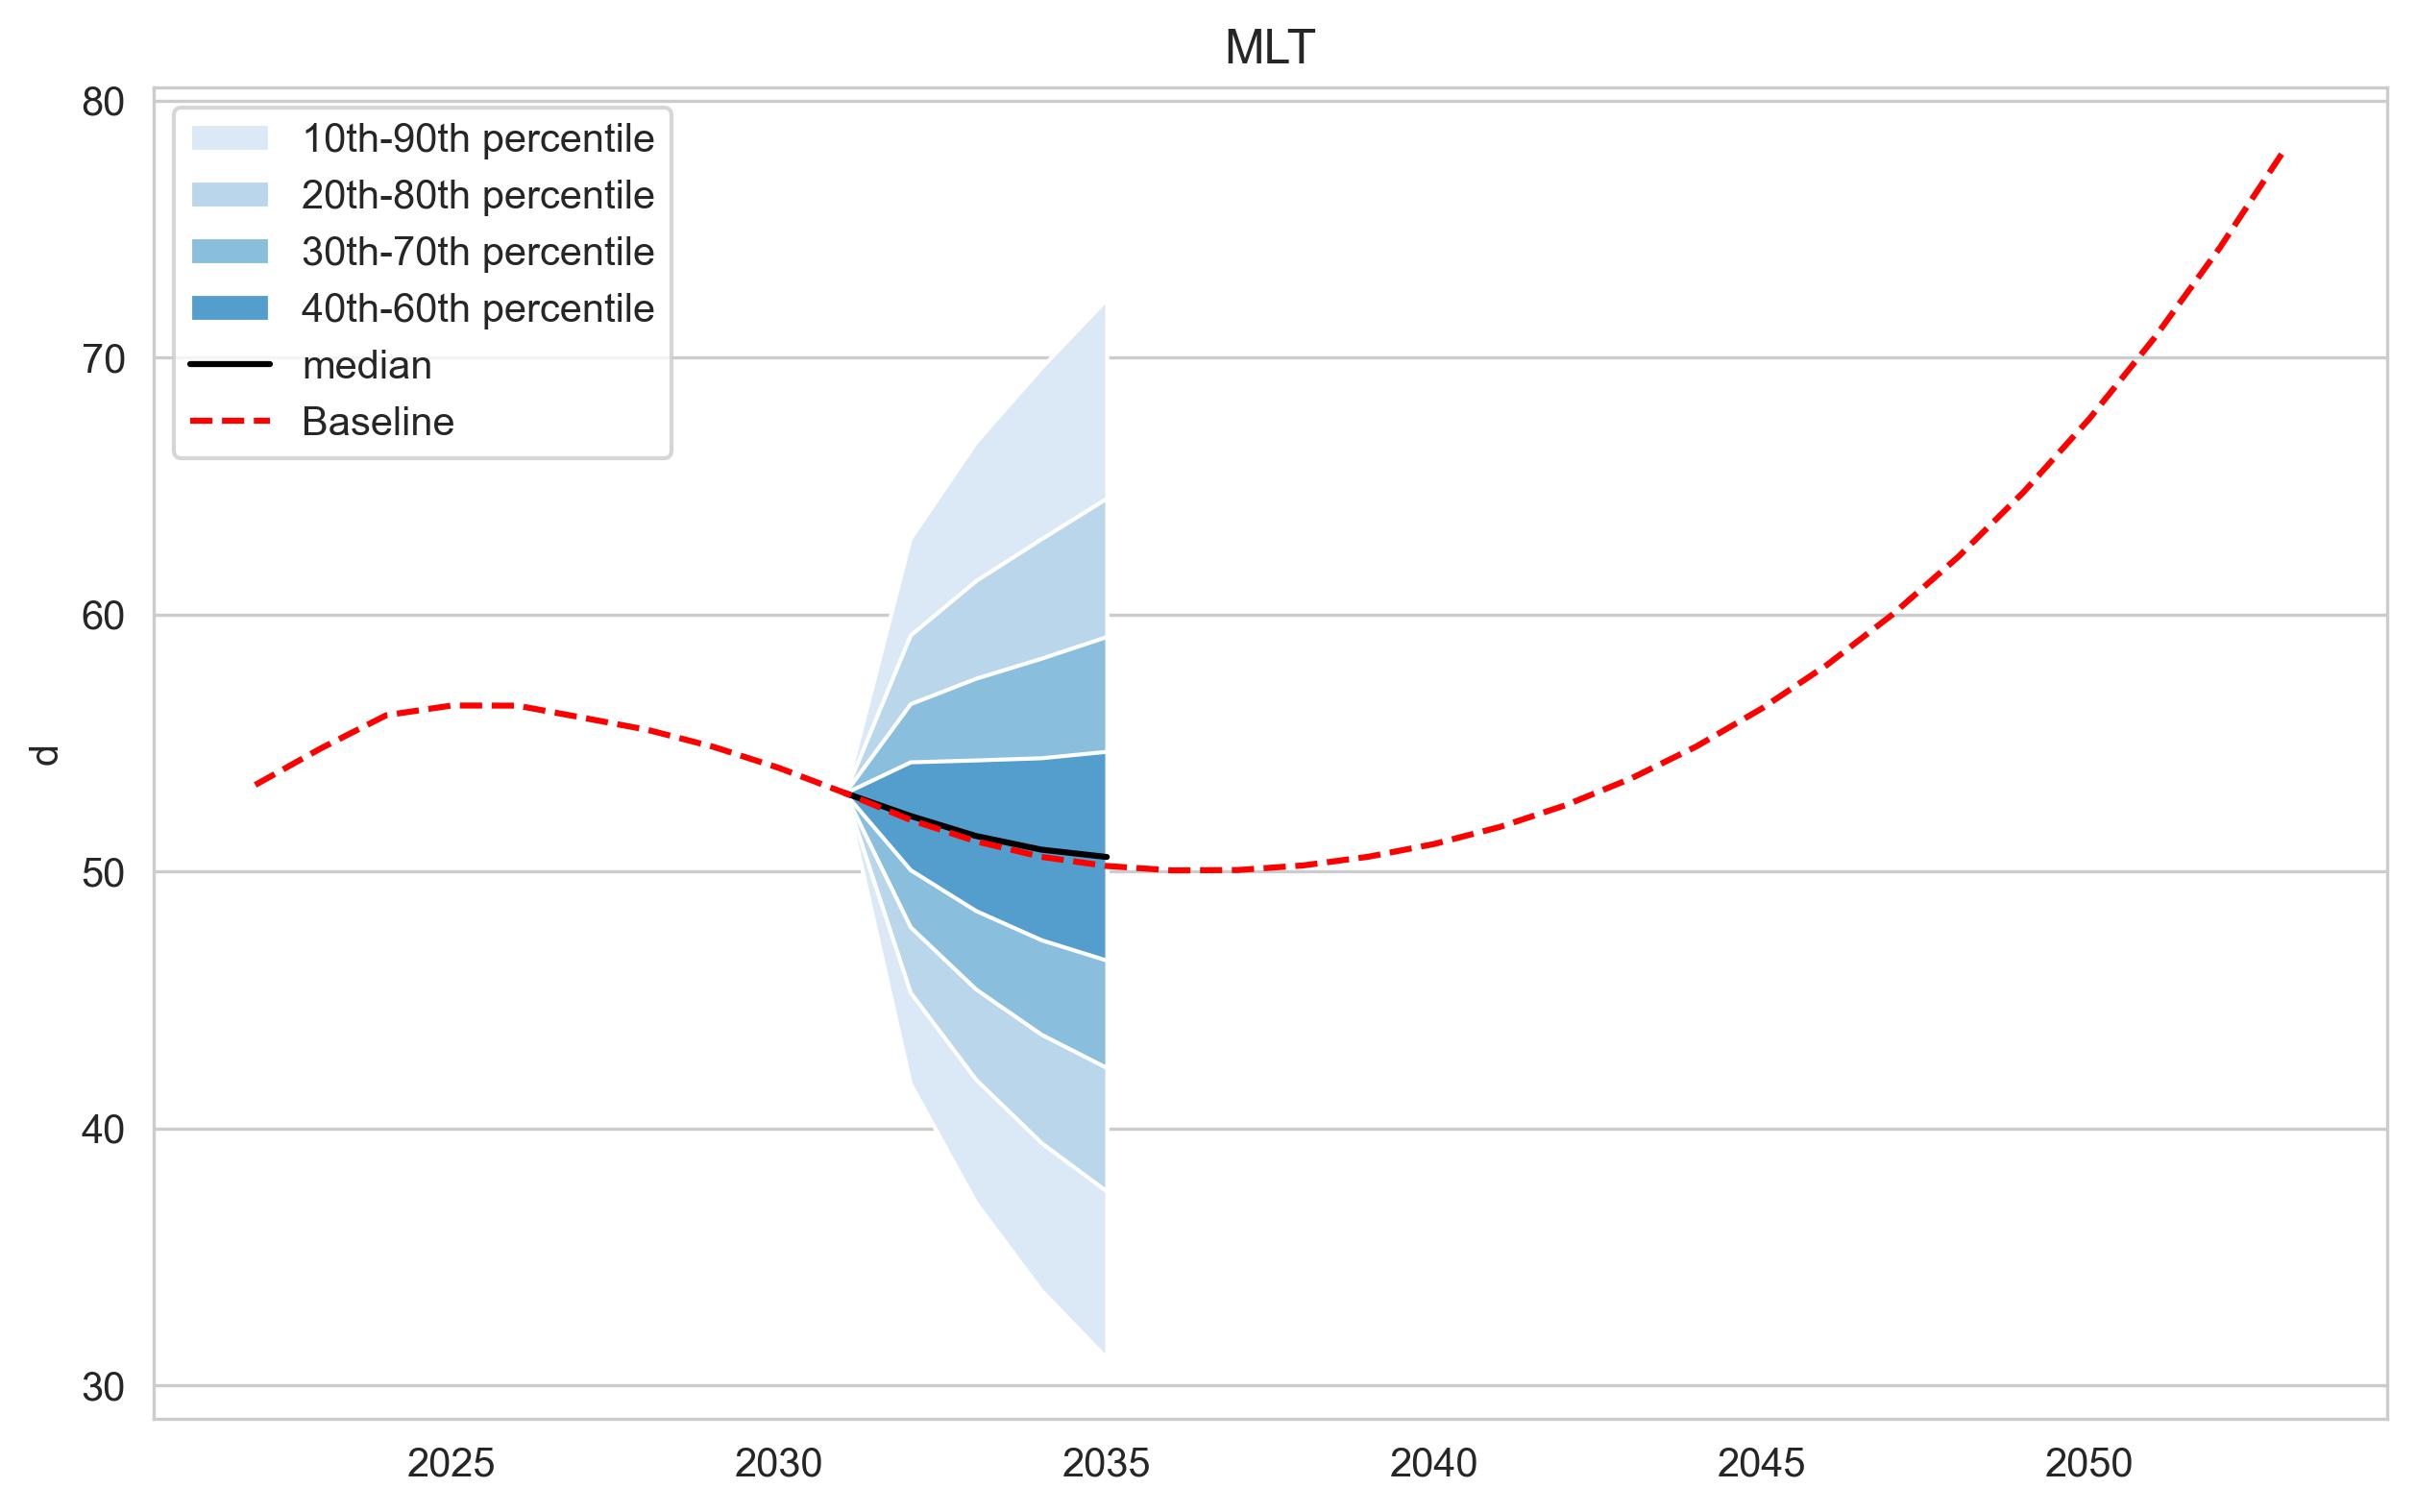 MLT
80
70
60
50
40
30
d
10th-90th percentile
20th-80th percentile
30th-70th percentile
40th-60th percentile
median
Baseline
2025 2030 2035 2040 2045 2050